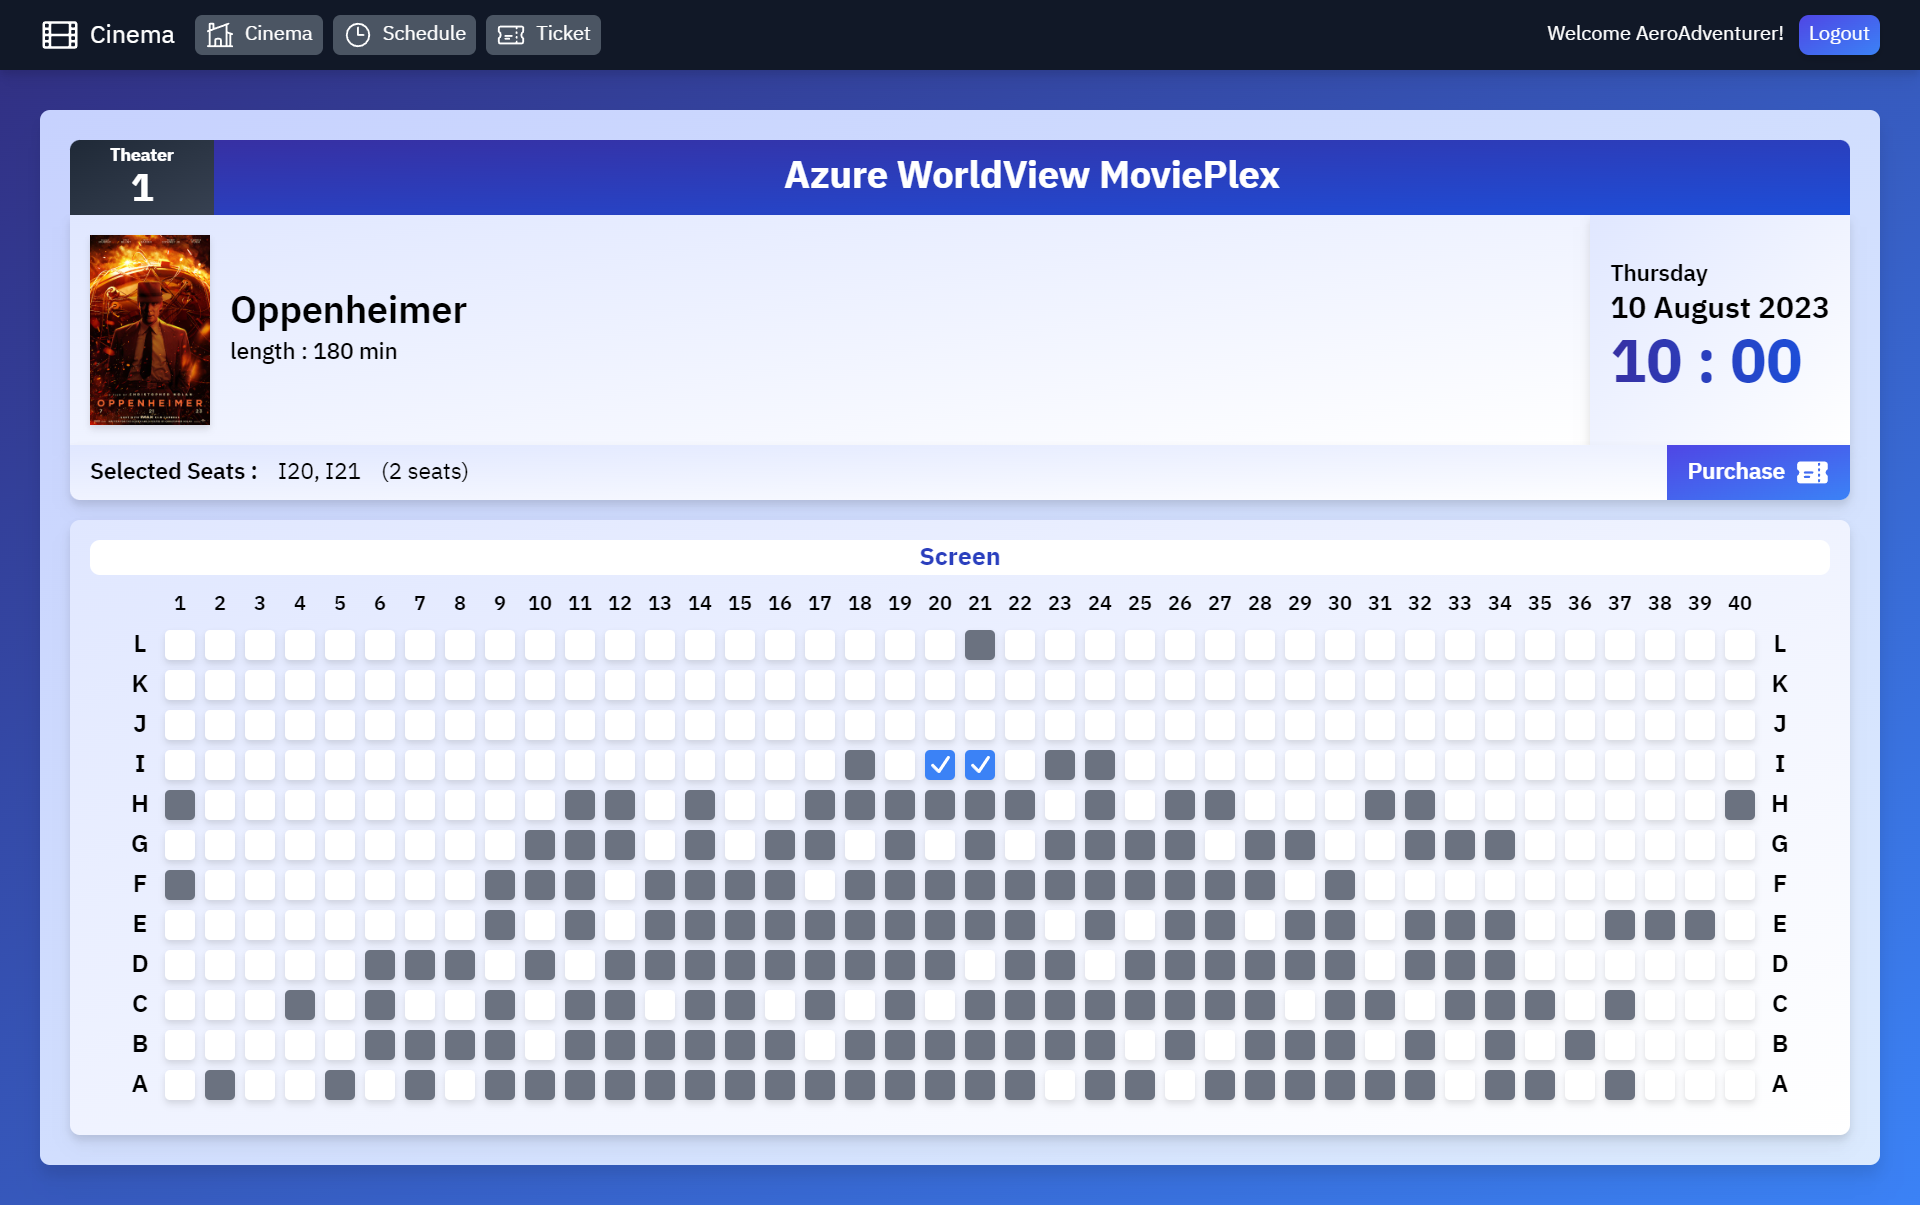 Cinema
Cinema
Schedule
Ticket
Welcome AeroAdventurer!
Logout
Theater
1
Azure WorldView MoviePlex
OPPENHEIMER
Oppenheimer
length : 180 min
Thursday
10 August 2023
10 : 00
Selected Seats : I20, I21 (2 seats)
Purchase
Screen
1 2 3 4 5 6 7 8 9 10 11 12 13 14 15 16 17 18 19 20 21 22 23 24 25 26 27 28 29 30 31 32 33 34 35 36 37 38 39 40
L L
K K
J J
I I
H H
G G
F F
E E
D D
C C
B B
A A